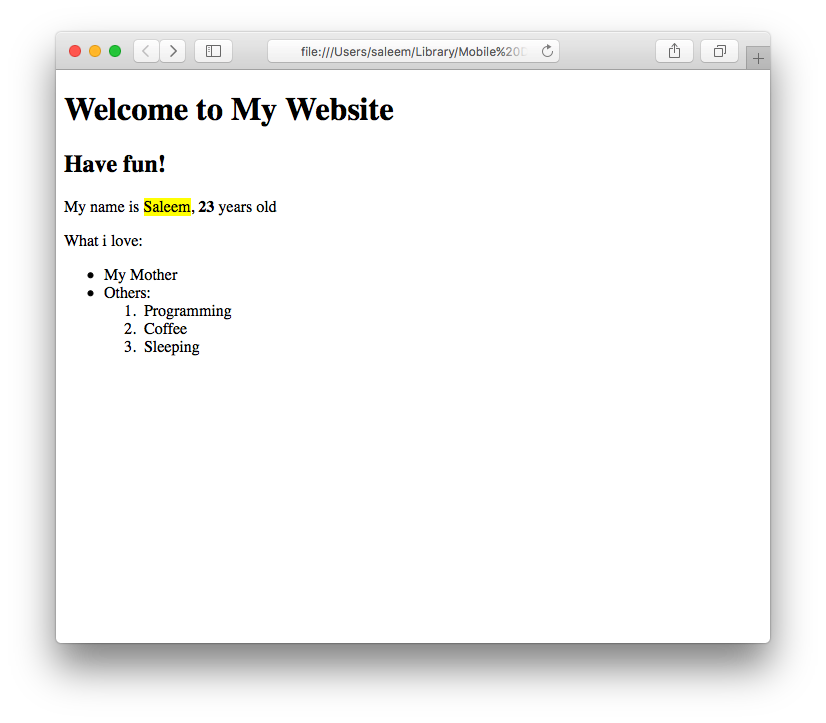 file:///Users/saleem/Library/Mobile%20D
Welcome to My Website
Have fun!
My name is Saleem, 23 years old
What i love:
• My Mother
• Others:
1. Programming
2. Coffee
3. Sleeping